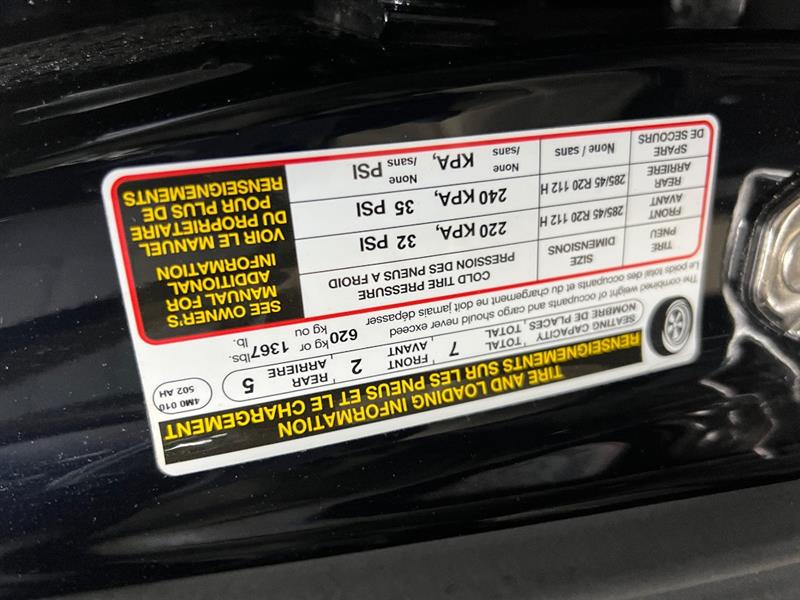 TIRE AND LOADING INFORMATION
RENSEIGNEMENTS SUR LES PNEUS ET LE CHARGEMENT
SEATING CAPACITY TOTAL 7 FRONT 2 REAR 5
NOMBRE DE PLACES, TOTAL AVANT ARRIERE
4M0 010
502 AH
The combined weight of occupants and cargo should never exceed 620 kg or 1367 lbs.
Le poids total des occupants et du chargement ne doit jamais dépasser kg ou lb.
TIRE SIZE COLD TIRE PRESSURE
PNEU DIMENSIONS PRESSION DES PNEUS A FROID
FRONT
AVANT 285/45 R20 112 H 220 KPA, 32 PSI
REAR
ARRIERE 285/45 R20 112 H 240 KPA, 35 PSI
SPARE
DE SECOURS None / sans None /sans KPA, None /sans PSI
SEE OWNER'S
MANUAL FOR
ADDITIONAL
INFORMATION
VOIR LE MANUEL
DU PROPRIETAIRE
POUR PLUS DE
RENSEIGNEMENTS